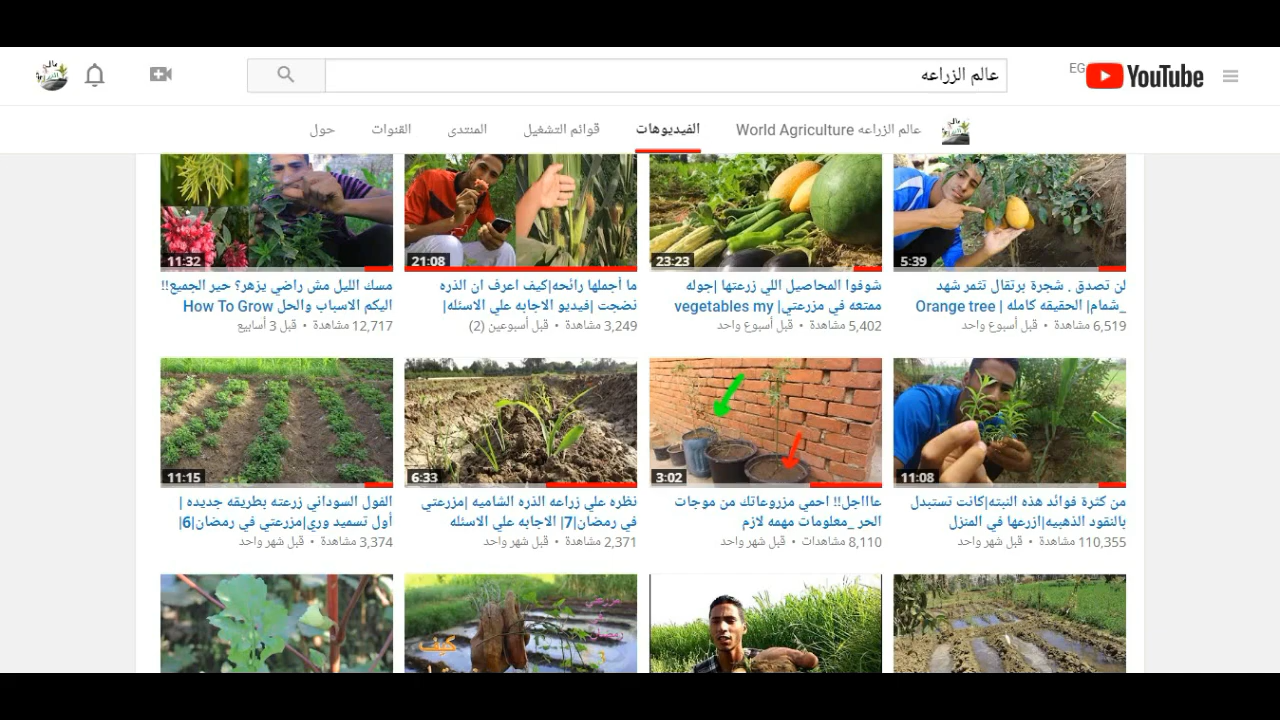 YouTube EG
عالم الزراعه
عالم الزراعه World Agriculture
الفيديوهات
قوائم التشغيل
المنتدى
القنوات
حول
5:39
لن تصدق . شجرة برتقال تثمر شهد
_شمام| الحقيقه كامله | Orange tree
6,519 مشاهدة • قبل أسبوع واحد
23:23
شوفوا المحاصيل اللي زرعتها |جوله
ممتعه في مزرعتي| vegetables my
5,402 مشاهدة • قبل أسبوع واحد
21:08
ما أجملها رائحه|كيف اعرف ان الذره
نضجت |فيديو الاجابه علي الاسئله|
3,249 مشاهدة • قبل أسبوعين (2)
11:32
مسك الليل مش راضي يزهر؟ حير الجميع!!
اليكم الاسباب والحل How To Grow
12,717 مشاهدة • قبل 3 أسابيع
11:08
من كثرة فوائد هذه النبته|كانت تستبدل
بالنقود الذهبيه|ازرعها في المنزل
110,355 مشاهدة • قبل شهر واحد
3:02
عاااجل!! احمي مزروعاتك من موجات
الحر _معلومات مهمه لازم
8,110 مشاهدات • قبل شهر واحد
6:33
نظره علي زراعه الذره الشاميه |مزرعتي
في رمضان|7| الاجابه علي الاسئله
2,371 مشاهدة • قبل شهر واحد
11:15
الفول السوداني زرعته بطريقه جديده |
أول تسميد وري|مزرعتي في رمضان|6|
3,374 مشاهدة • قبل شهر واحد
كيف